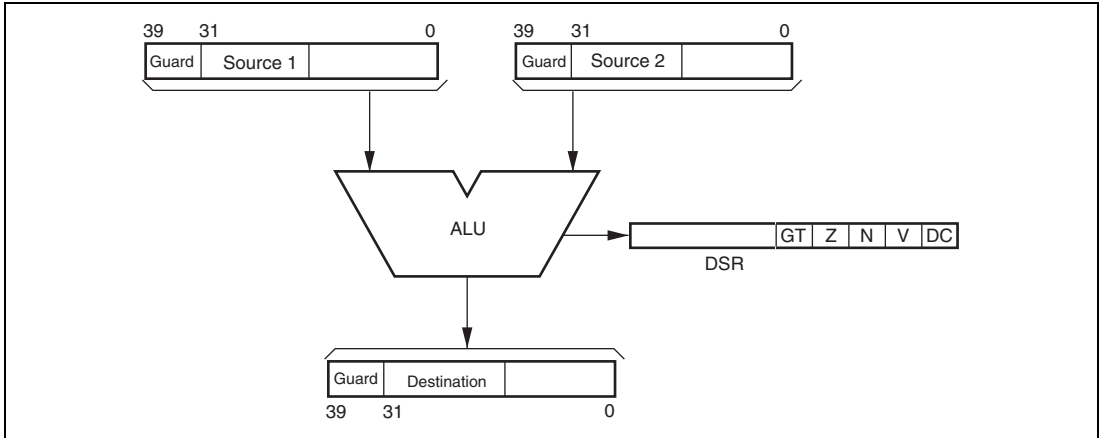 39 31 0 39 31 0
Guard Source 1 Guard Source 2
ALU
GT Z N V DC
DSR
Guard Destination
39 31 0